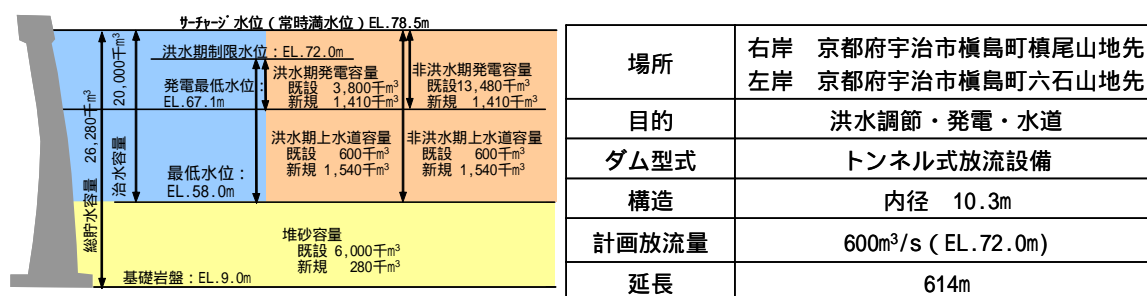 サーチャージ水位(常時満水位)EL.78.5m
洪水期制限水位:EL.72.0m
発電最低水位:
EL.67.1m
洪水期発電容量
既設 3,800千m³
新規 1,410千m³
非洪水期発電容量
既設13,480千m³
新規 1,410千m³
総貯水容量 26,280千m³
治水容量 20,000千m³
洪水期上水道容量
既設 600千m³
新規 1,540千m³
非洪水期上水道容量
既設 600千m³
新規 1,540千m³
最低水位:
EL.58.0m
堆砂容量
既設 6,000千m³
新規 280千m³
基礎岩盤:EL.9.0m
場所
右岸 京都府宇治市槇島町槙尾山地先
左岸 京都府宇治市槇島町六石山地先
目的 洪水調節・発電・水道
ダム型式 トンネル式放流設備
構造 内径 10.3m
計画放流量 600m³/s(EL.72.0m)
延長 614m